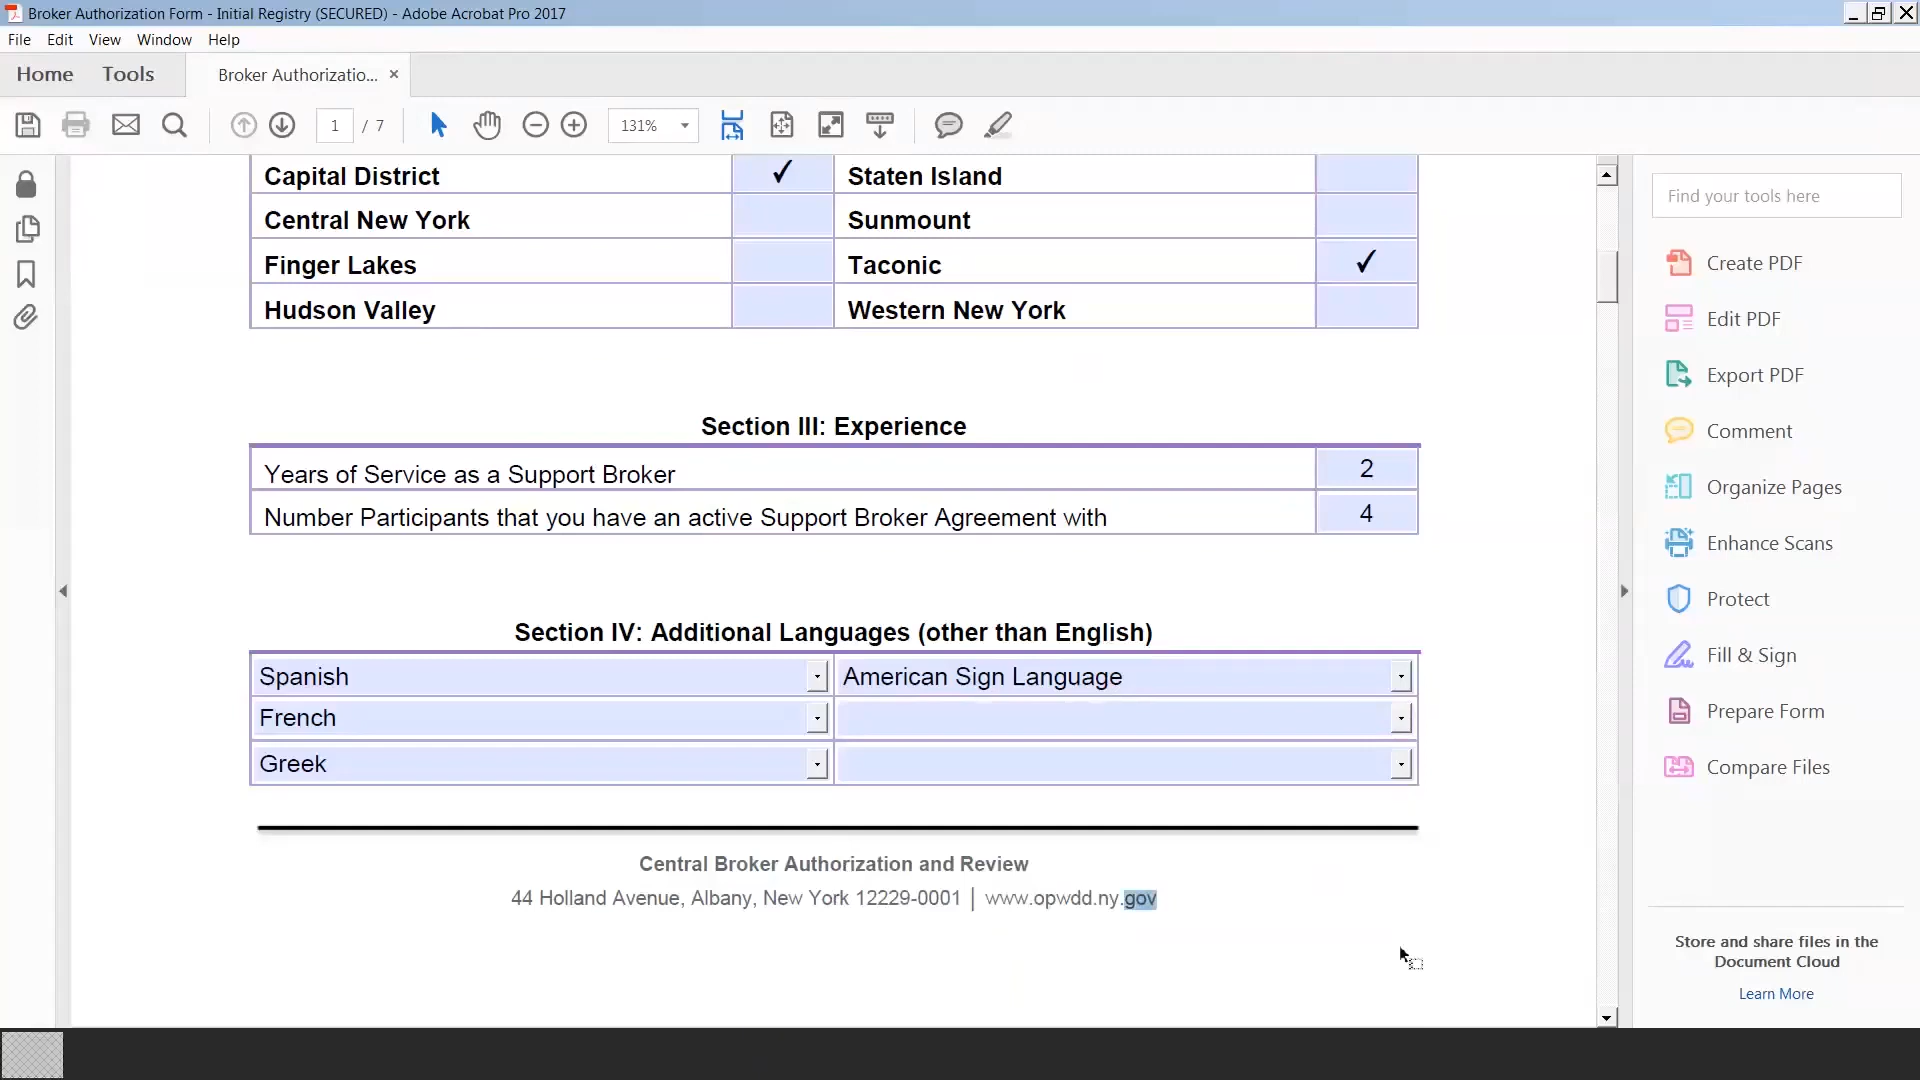 Broker Authorization Form - Initial Registry (SECURED) - Adobe Acrobat Pro 2017
File Edit View Window Help
Home Tools Broker Authorizatio... ×
1 / 7 131%
Capital District ✓ Staten Island
Central New York Sunmount
Finger Lakes Taconic ✓
Hudson Valley Western New York
Section III: Experience
Years of Service as a Support Broker 2
Number Participants that you have an active Support Broker Agreement with 4
Section IV: Additional Languages (other than English)
Spanish American Sign Language
French
Greek
Central Broker Authorization and Review
44 Holland Avenue, Albany, New York 12229-0001 │ www.opwdd.ny.gov
Find your tools here
Create PDF
Edit PDF
Export PDF
Comment
Organize Pages
Enhance Scans
Protect
Fill & Sign
Prepare Form
Compare Files
Store and share files in the
Document Cloud
Learn More